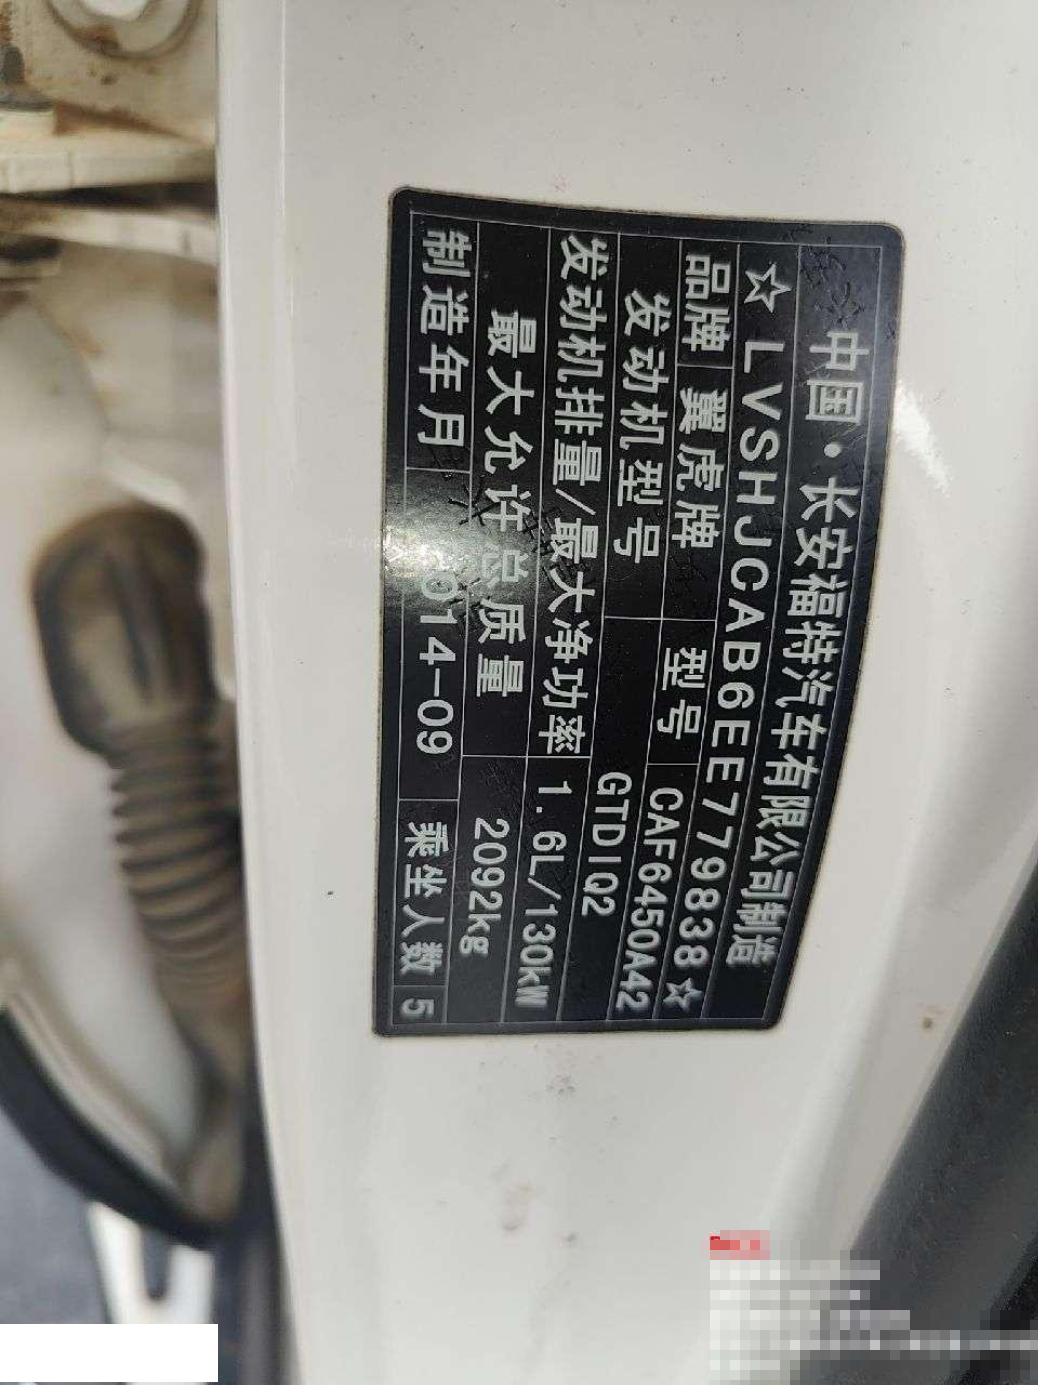 中国·长安福特汽车有限公司制造
☆LVSHJCAB6EE779838☆
品牌 翼虎牌 型号 CAF6450A42
发动机型号 GTDIQ2
发动机排量/最大净功率 1.6L/130kW
最大允许总质量 2092kg
制造年月 2014-09 乘坐人数 5